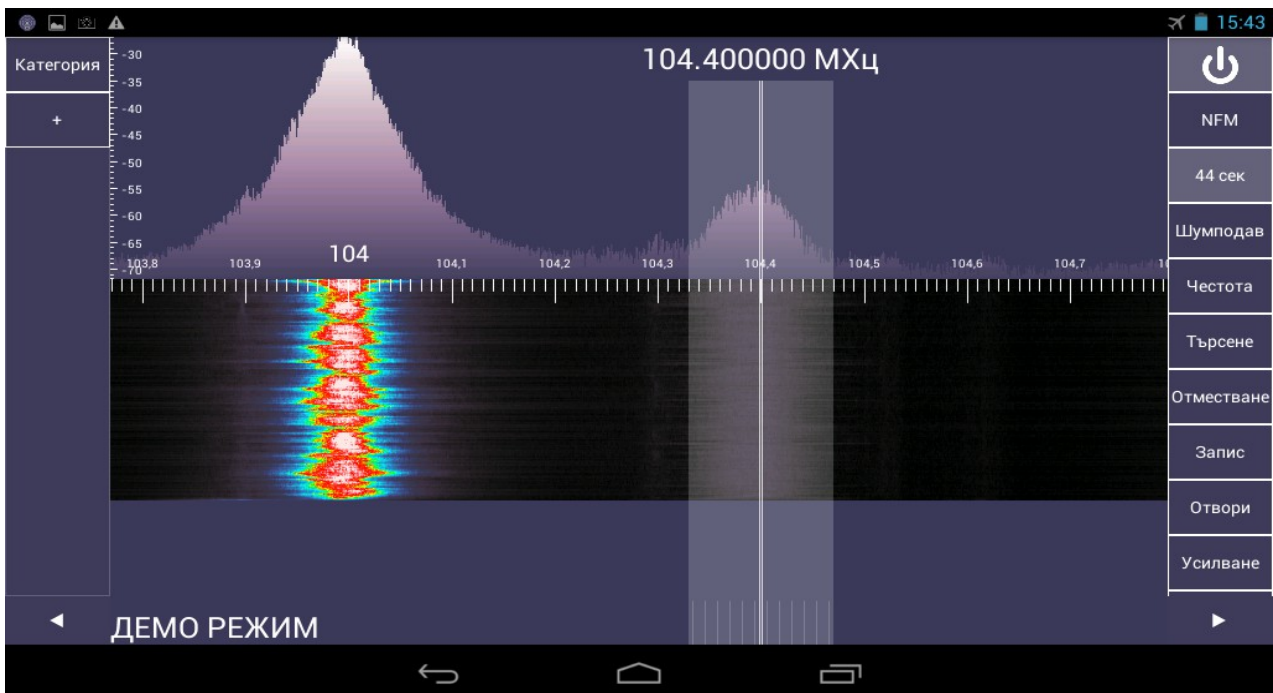 15:43
Категория
+
-30
-35
-40
-45
-50
-55
-60
-65
-70
104.400000 МХц
103,8
103,9
104
104,1
104,2
104,3
104,4
104,5
104,6
104,7
NFM
44 сек
Шумподав
Честота
Търсене
Отместване
Запис
Отвори
Усилване
ДЕМО РЕЖИМ